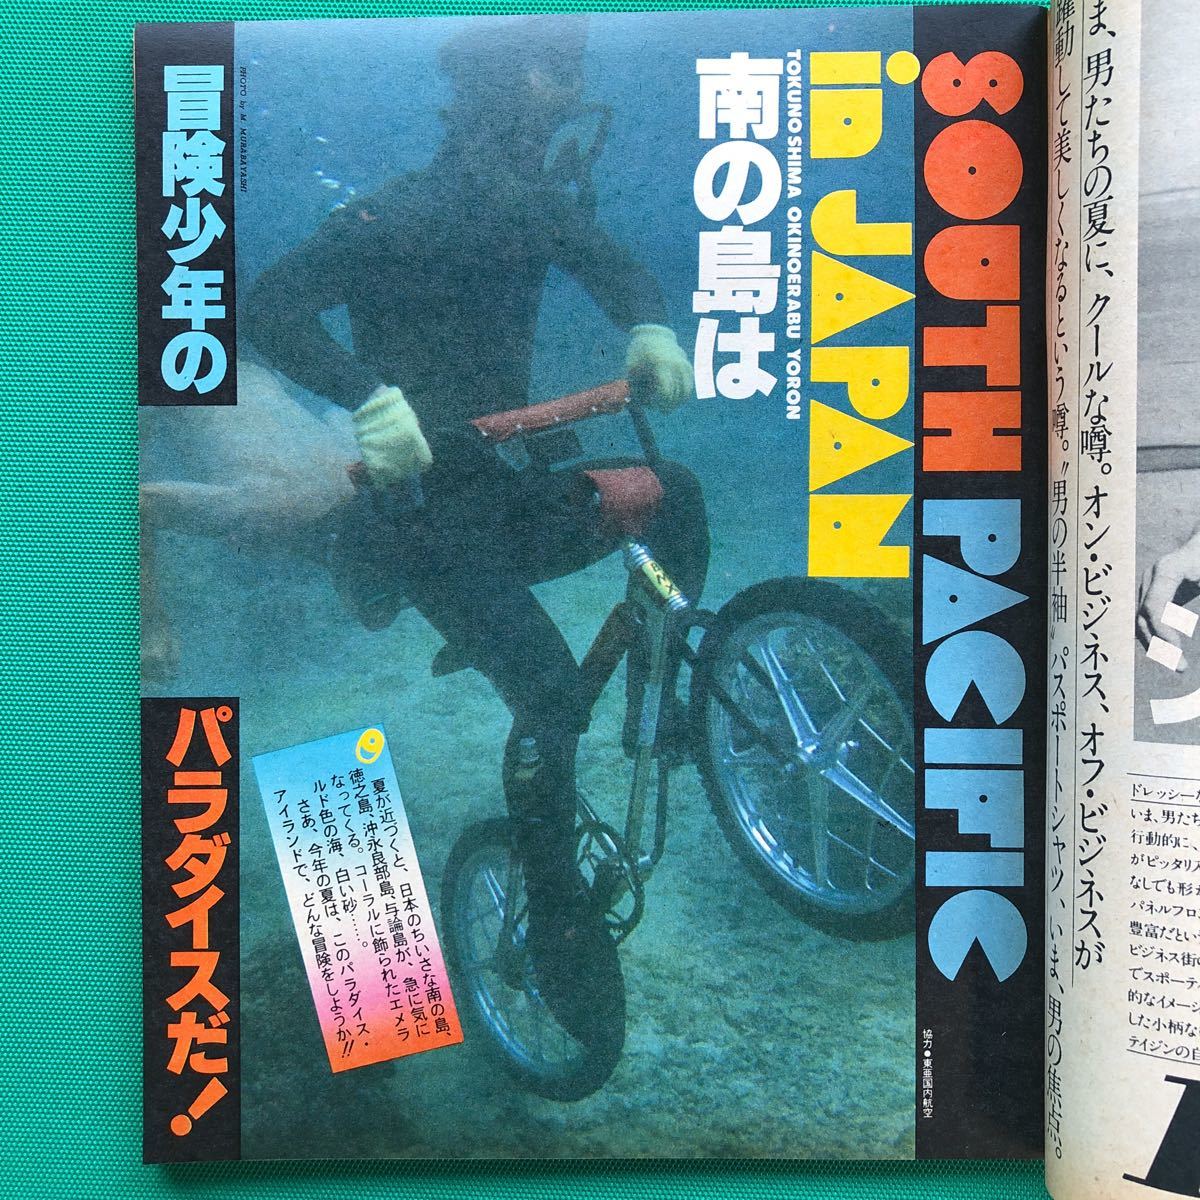 SOUTH PACIFIC
in JAPAN
TOKUNOSHIMA OKINOERABU YORON
南の島は
冒険少年の
パラダイスだ!
PHOTO by M. MURABAYASHI
BNX
夏が近づくと、日本のちいさな南の島、
徳之島、沖永良部島、与論島が、急に気に
なってくる。コーラルに飾られたエメラ
ルド色の海、白い砂……。
さあ、今年の夏は、このパラダイス・
アイランドで、どんな冒険をしようか!!
協力●東亜国内航空
ま、男たちの夏に、クールな噂。オン・ビジネス、オフ・ビジネスが
躍動して美しくなるという噂。"男の半袖"パスポートシャツ、いま、男の焦点。
ドレッシーな
いま、男たち
行動的に、
がピッタリス
なしても形
パネルフロ
豊富だとい
ビジネス街の
でスポーテ
的なイメージ
した小柄な
テイジンの自